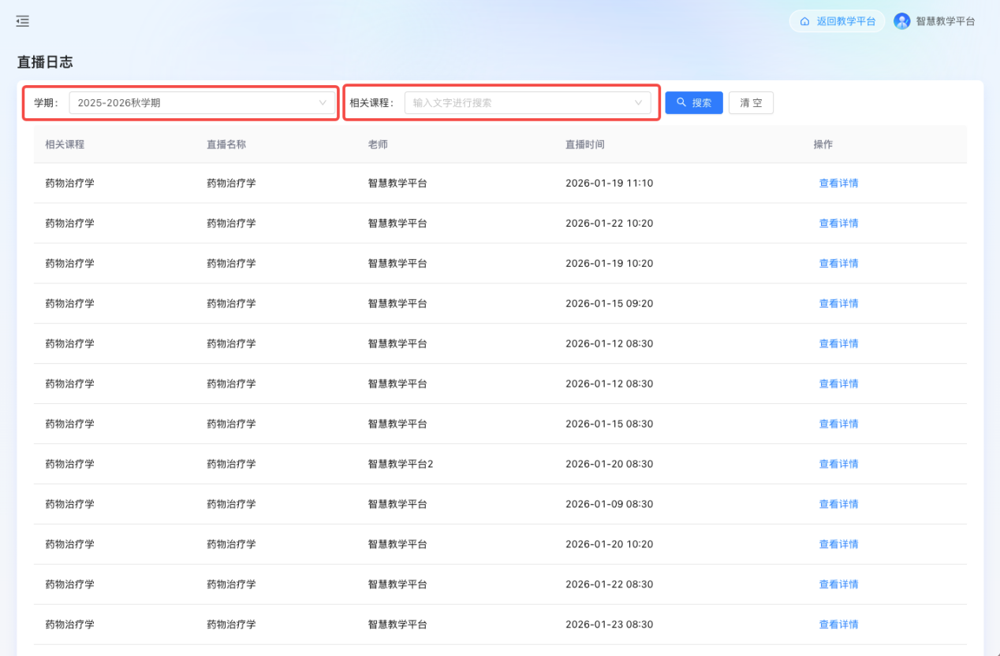 返回教学平台 智慧教学平台
直播日志
学期： 2025-2026秋学期 相关课程： 输入文字进行搜索 搜索 清 空
相关课程 直播名称 老师 直播时间 操作
药物治疗学 药物治疗学 智慧教学平台 2026-01-19 11:10 查看详情
药物治疗学 药物治疗学 智慧教学平台 2026-01-22 10:20 查看详情
药物治疗学 药物治疗学 智慧教学平台 2026-01-19 10:20 查看详情
药物治疗学 药物治疗学 智慧教学平台 2026-01-15 09:20 查看详情
药物治疗学 药物治疗学 智慧教学平台 2026-01-12 08:30 查看详情
药物治疗学 药物治疗学 智慧教学平台 2026-01-12 08:30 查看详情
药物治疗学 药物治疗学 智慧教学平台 2026-01-15 08:30 查看详情
药物治疗学 药物治疗学 智慧教学平台2 2026-01-20 08:30 查看详情
药物治疗学 药物治疗学 智慧教学平台 2026-01-09 08:30 查看详情
药物治疗学 药物治疗学 智慧教学平台 2026-01-20 10:20 查看详情
药物治疗学 药物治疗学 智慧教学平台 2026-01-22 08:30 查看详情
药物治疗学 药物治疗学 智慧教学平台 2026-01-23 08:30 查看详情